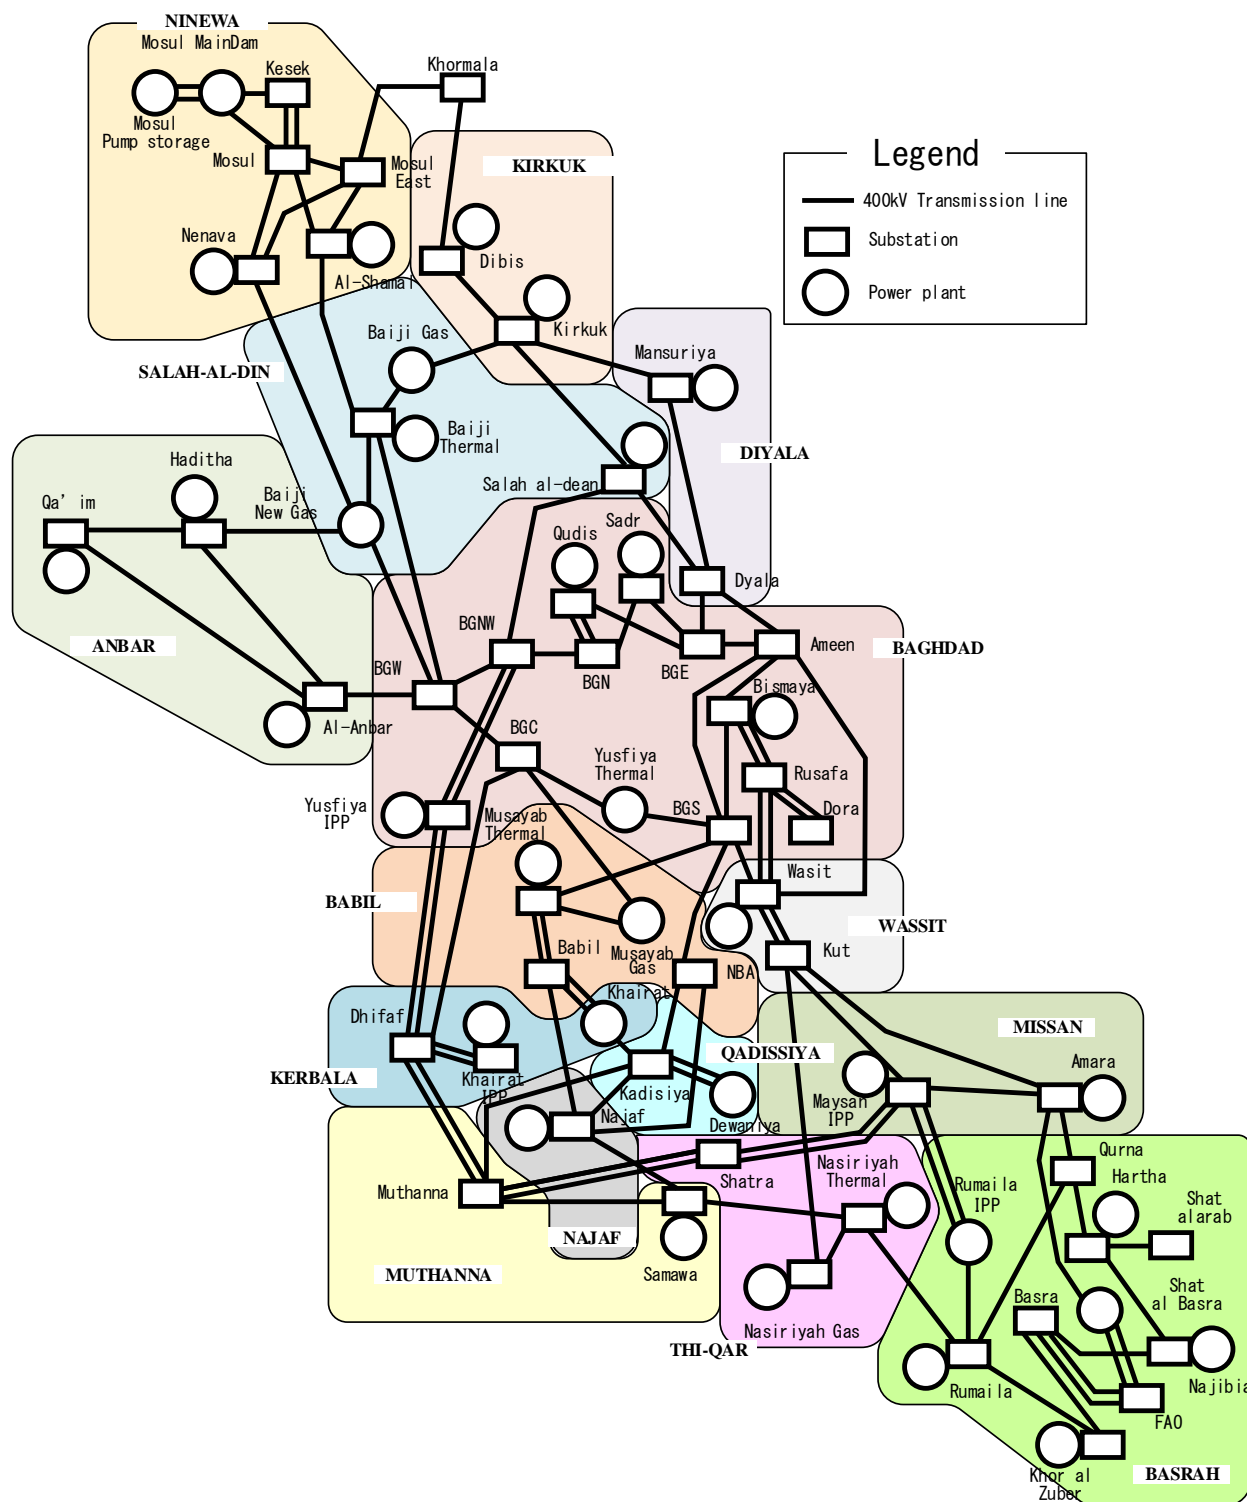 NINEWA
Mosul MainDam
Kesek
Khormala
Mosul
Pump storage
Mosul
Mosul
East
KIRKUK
Legend
400kV Transmission line
Substation
Power plant
Nenava
Al-Shamal
Dibis
Kirkuk
Baiji Gas
Mansuriya
SALAH-AL-DIN
Baiji
Thermal
DIYALA
Haditha
Qa' im
Baiji
New Gas
Salah al-dean
Qudis
Sadr
Dyala
ANBAR
BGW
BGNW
BGN
BGE
Ameen
BAGHDAD
Al-Anbar
BGC
Bismaya
Yusfiya
Thermal
Rusafa
Yusfiya
IPP
Musayab
Thermal
BGS
Dora
BABIL
Wasit
WASSIT
Babil
Musayab
Gas
NBA
Kut
Dhifaf
Khairat
MISSAN
KERBALA
Khairat
IPP
Kadisiya
QADISSIYA
Amara
Maysan
IPP
Najaf
Dewaniya
Shatra
Nasiriyah
Thermal
Qurna
Hartha
Muthanna
Rumaila
IPP
Shat
alarab
NAJAF
MUTHANNA
Samawa
Basra
Shat
al Basra
Nasiriyah Gas
THI-QAR
Rumaila
Najibia
FAO
Khor al
Zuber
BASRAH